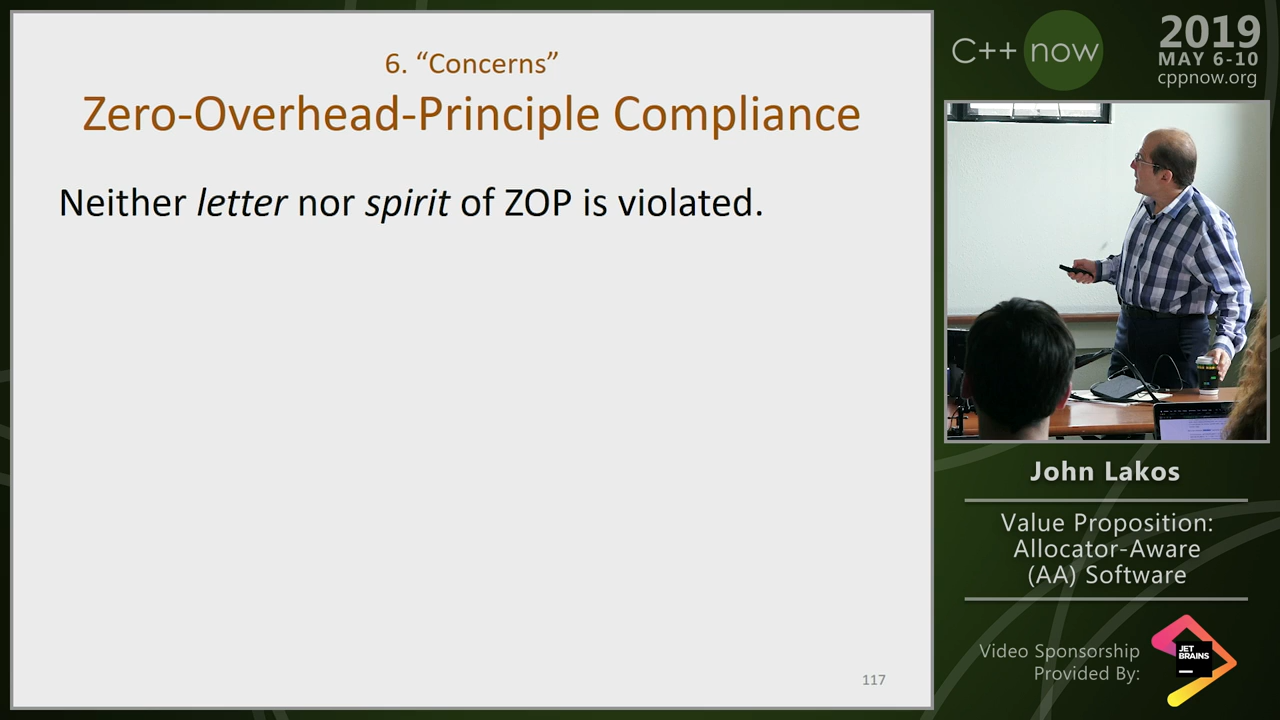 6. “Concerns”
Zero-Overhead-Principle Compliance
Neither letter nor spirit of ZOP is violated.
117
C++ now
2019
MAY 6-10
cppnow.org
John Lakos
Value Proposition:
Allocator-Aware
(AA) Software
Video Sponsorship
Provided By:
JET
BRAINS